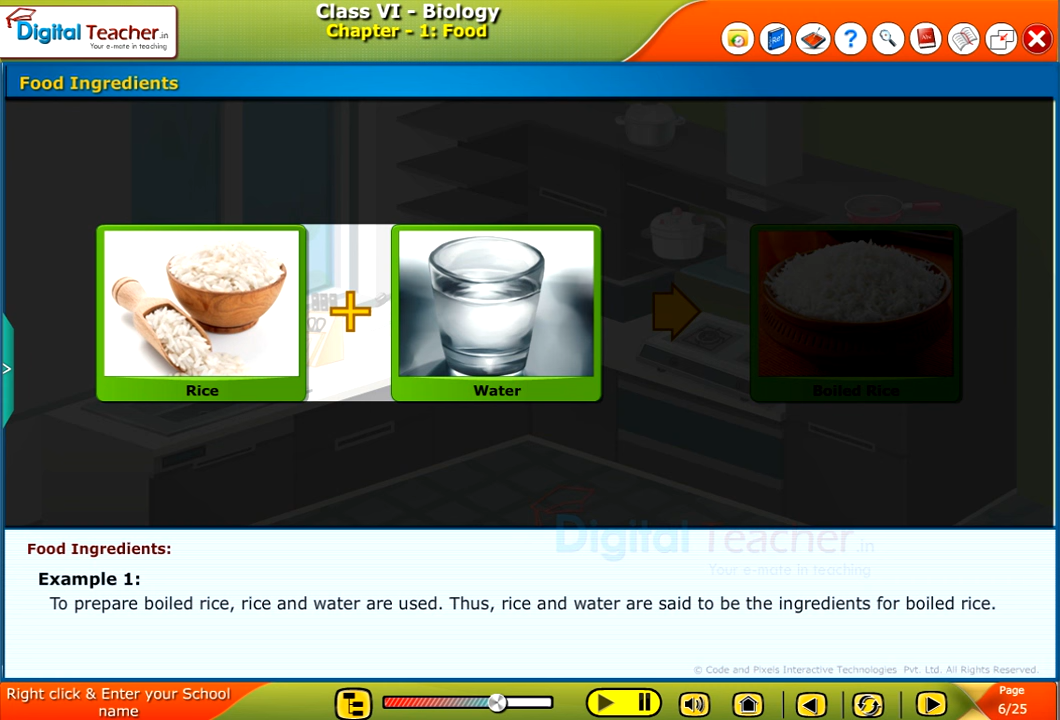 Digital Teacher.in
Your e-mate in teaching
Class VI - Biology
Chapter - 1: Food
Ref
?
Abc
Food Ingredients
>
Rice
Water
Boiled Rice
Digital Teacher.in
Your e-mate in teaching
Food Ingredients:
Example 1:
To prepare boiled rice, rice and water are used. Thus, rice and water are said to be the ingredients for boiled rice.
© Code and Pixels Interactive Technologies Pvt. Ltd. All Rights Reserved.
Right click & Enter your School
name
Page
6/25